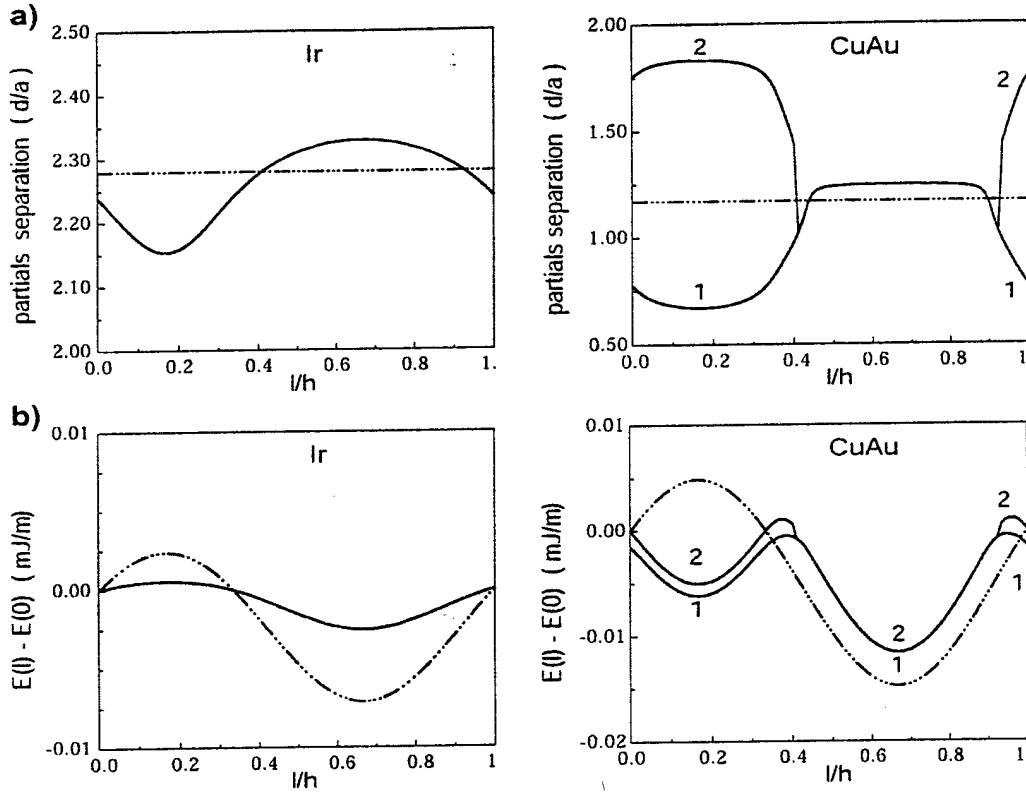 a)
partials separation ( d/a )
2.50
2.40
2.30
2.20
2.10
2.00
Ir
0.0 0.2 0.4 0.6 0.8 1.
l/h
partials separation ( d/a )
2.00
1.50
1.00
0.50
CuAu
2
2
1
1
0.0 0.2 0.4 0.6 0.8 1.
l/h
b)
E(l) - E(0) ( mJ/m)
0.01
0.00
-0.01
Ir
0.0 0.2 0.4 0.6 0.8 1.0
l/h
E(l) - E(0) ( mJ/m)
0.01
0.00
-0.01
-0.02
CuAu
2
1
2
1
2
1
0.0 0.2 0.4 0.6 0.8 1.
l/h